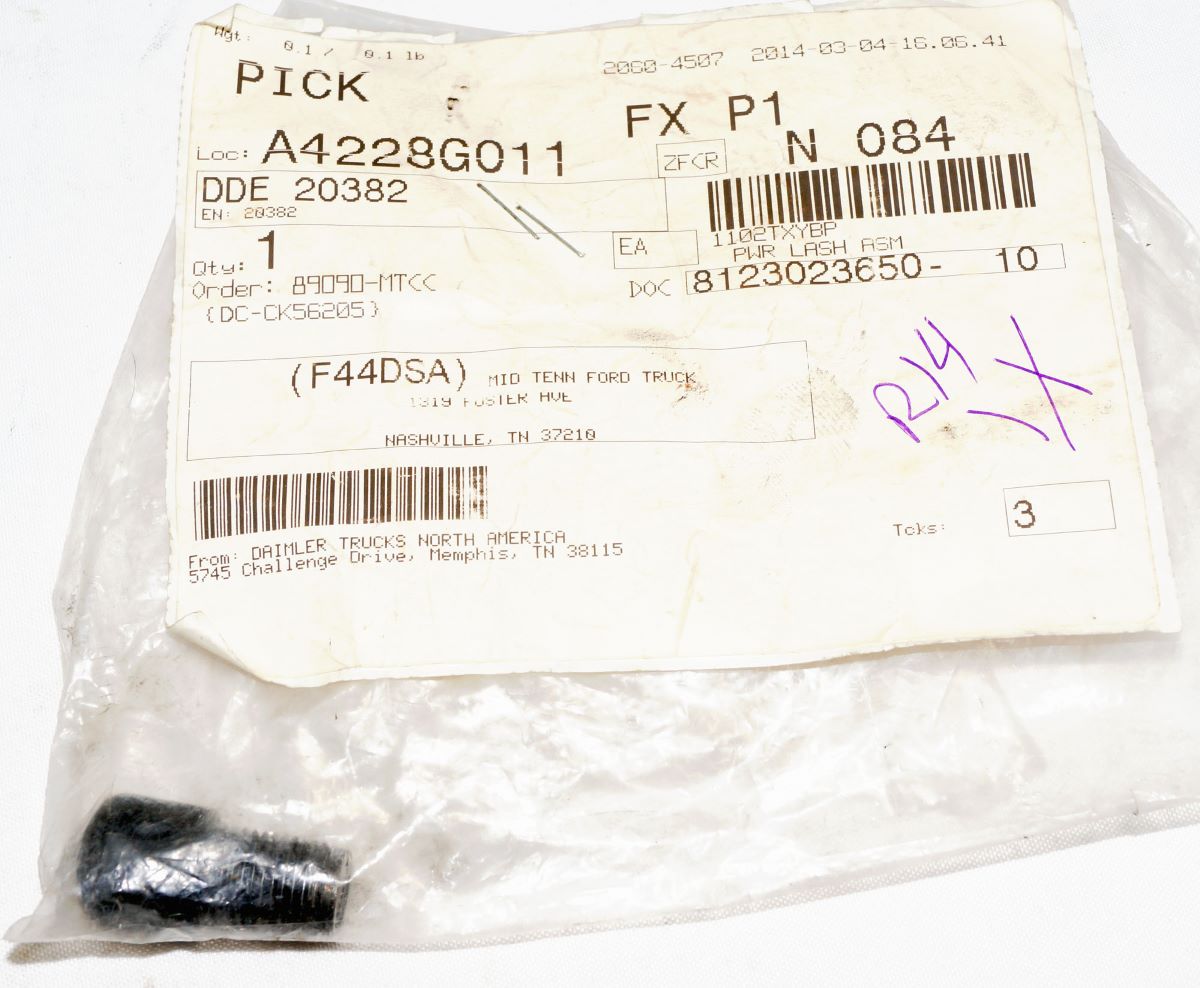 Wgt: 0.1 / 0.1 lb
2060-4507 2014-03-04-16.06.41
PICK
FX P1
Loc: A4228G011
ZFCR
N 084
DDE 20382
EN: 20382
1102TXYBP
EA
PWR LASH ASM
Qty: 1
DOC 8123023650- 10
Order: 89090-MTCC
(DC-CK56205)
(F44DSA) MID TENN FORD TRUCK
1319 FOSTER AVE
NASHVILLE, TN 37210
R14
From: DAIMLER TRUCKS NORTH AMERICA
5745 Challenge Drive, Memphis, TN 38115
Tcks: 3